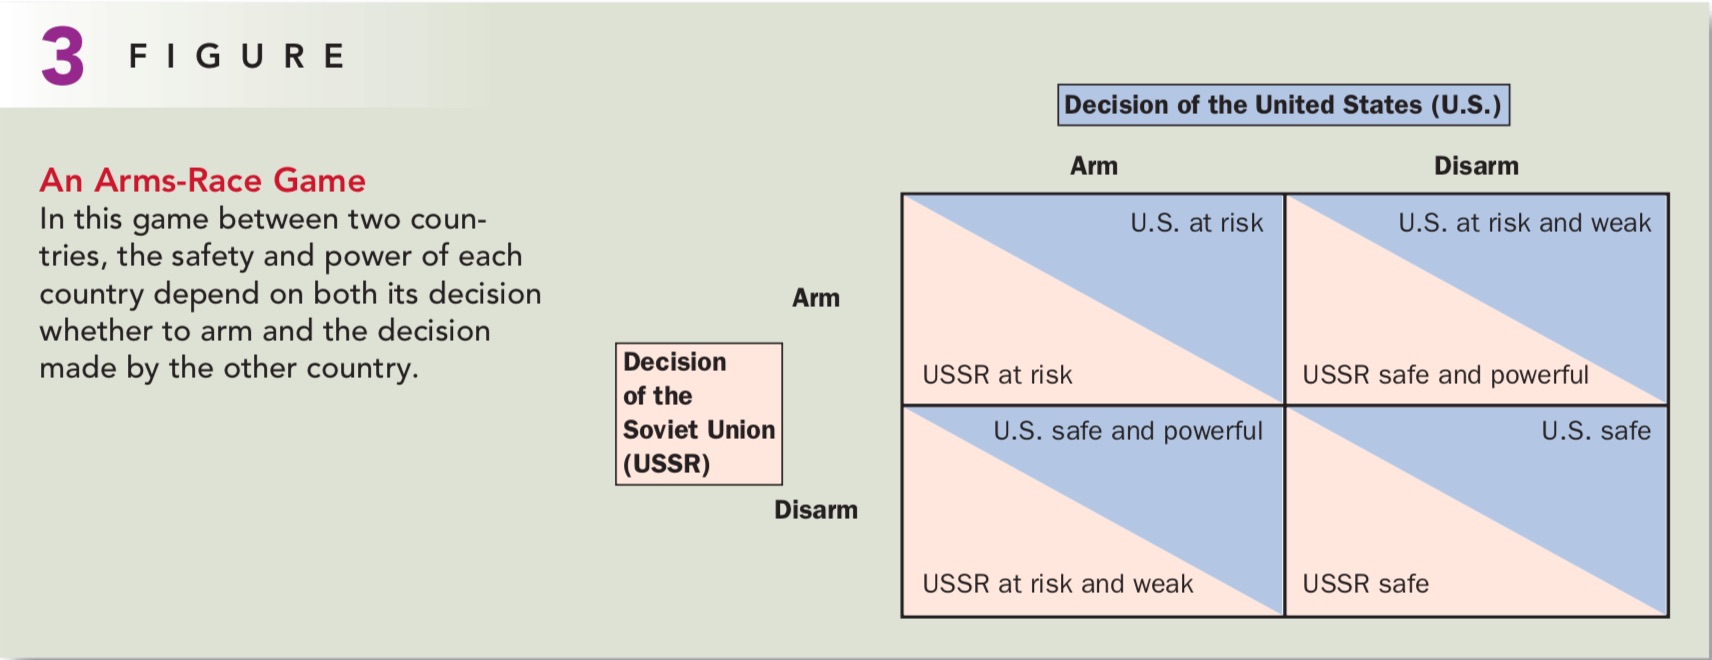 3 FIGURE
An Arms-Race Game
In this game between two coun-
tries, the safety and power of each
country depend on both its decision
whether to arm and the decision
made by the other country.
Decision of the United States (U.S.)
Arm
Disarm
Decision
of the
Soviet Union
(USSR)
Arm
U.S. at risk
USSR at risk
U.S. at risk and weak
USSR safe and powerful
Disarm
U.S. safe and powerful
USSR at risk and weak
U.S. safe
USSR safe